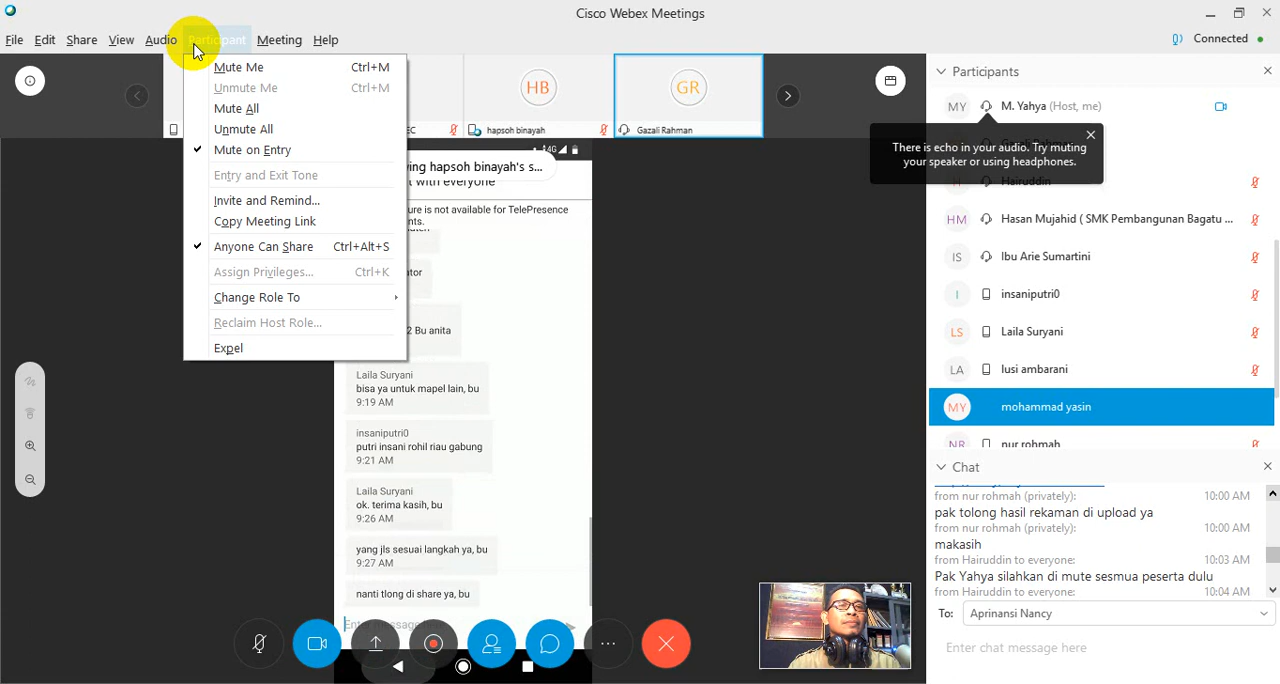 Cisco Webex Meetings
File Edit Share View Audio Participant Meeting Help
Connected
Mute Me Ctrl+M
Unmute Me Ctrl+M
Mute All
Unmute All
Mute on Entry
Entry and Exit Tone
Invite and Remind...
Copy Meeting Link
Anyone Can Share Ctrl+Alt+S
Assign Privileges... Ctrl+K
Change Role To
Reclaim Host Role...
Expel
EC
HB
hapsoh binayah
GR
Gazali Rahman
4G
ing hapsoh binayah's s...
with everyone
ure is not available for TelePresence
nts.
ator
2 Bu anita
Laila Suryani
bisa ya untuk mapel lain, bu
9:19 AM
insaniputri0
putri insani rohil riau gabung
9:21 AM
Laila Suryani
ok. terima kasih, bu
9:26 AM
yang jls sesuai langkah ya, bu
9:27 AM
nanti tlong di share ya, bu
Participants
MY M. Yahya (Host, me)
There is echo in your audio. Try muting
your speaker or using headphones.
H Hairuddin
HM Hasan Mujahid ( SMK Pembangunan Bagatu ...
IS Ibu Arie Sumartini
I insaniputri0
LS Laila Suryani
LA lusi ambarani
MY mohammad yasin
NR nur rohmah
Chat
from nur rohmah (privately): 10:00 AM
pak tolong hasil rekaman di upload ya
from nur rohmah (privately): 10:00 AM
makasih
from Hairuddin to everyone: 10:03 AM
Pak Yahya silahkan di mute sesmua peserta dulu
from Hairuddin to everyone: 10:04 AM
To: Aprinansi Nancy
Enter chat message here